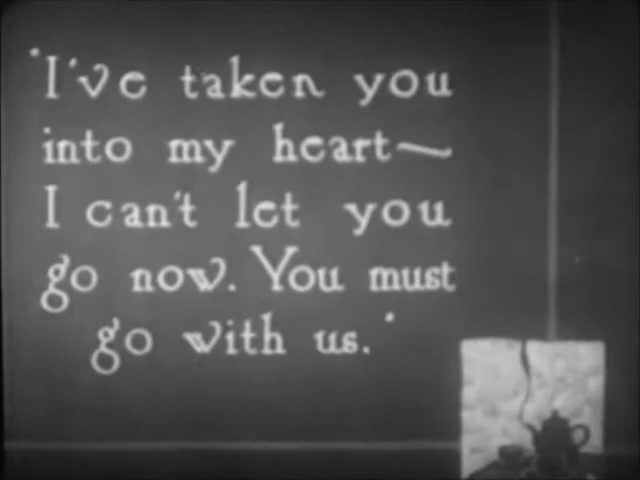 "I've taken you
into my heart—
I can't let you
go now. You must
go with us."